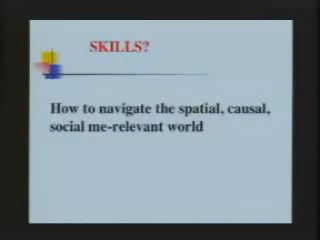 SKILLS?
How to navigate the spatial, causal,
social me-relevant world